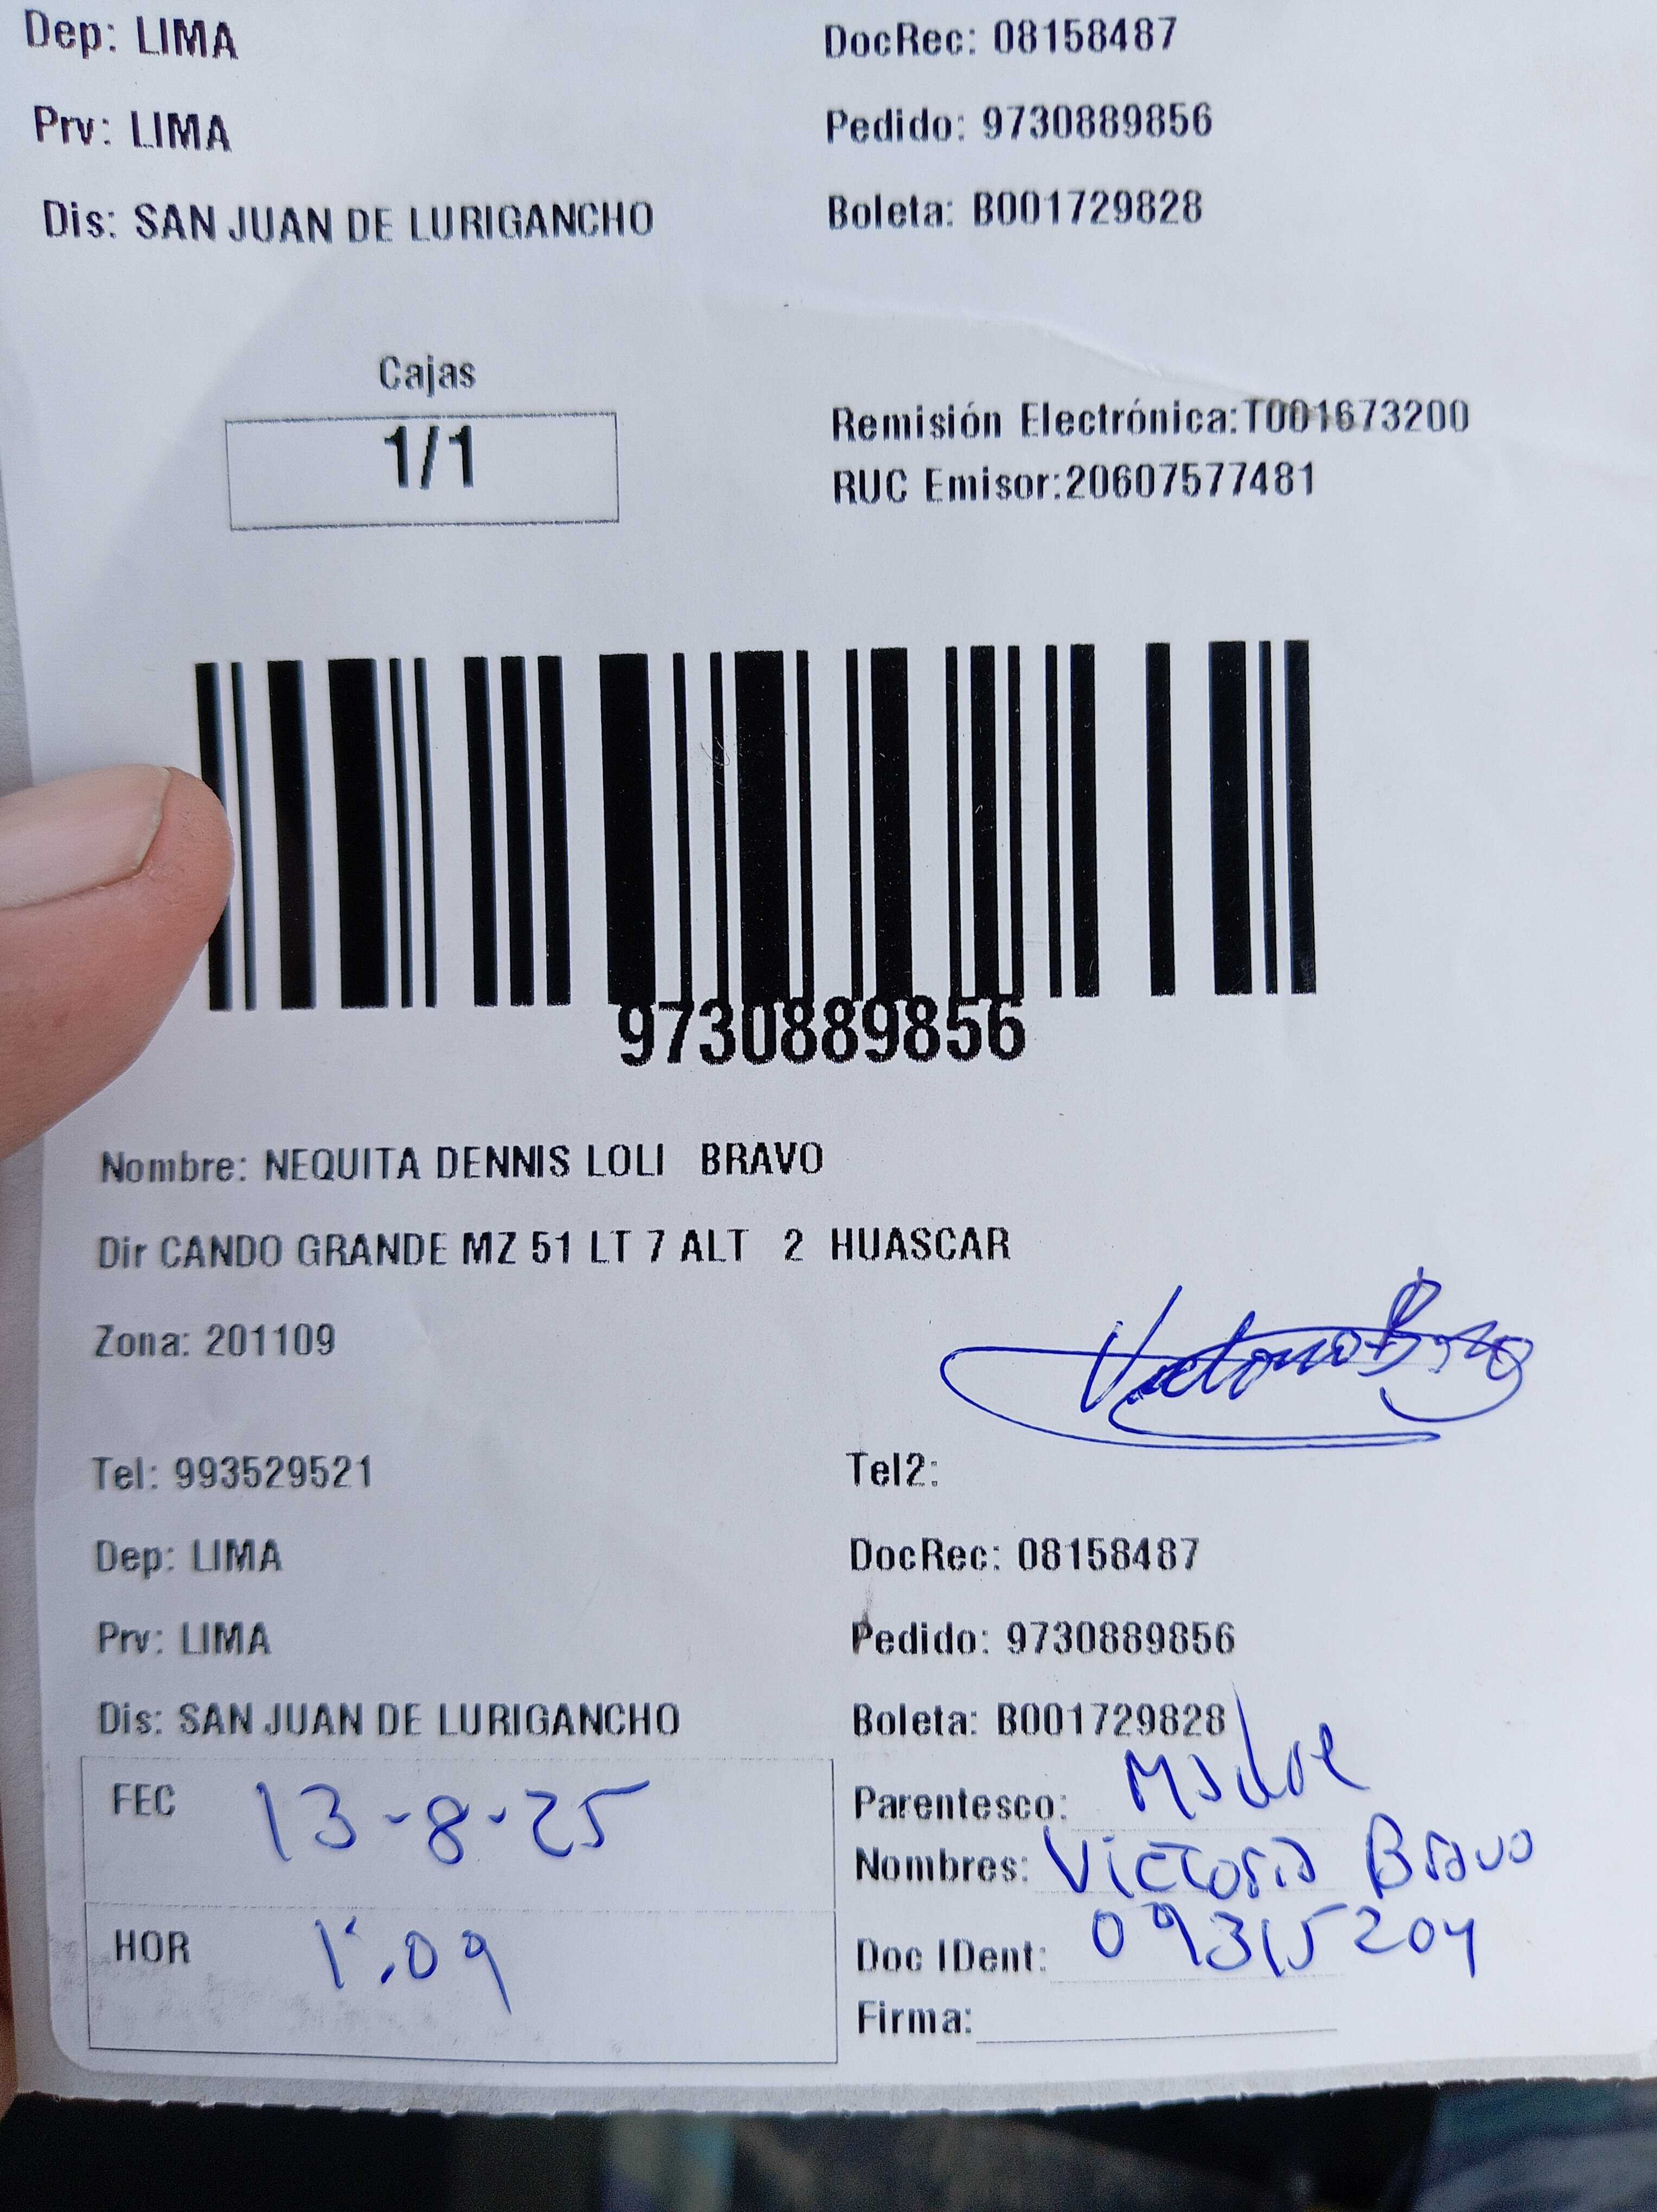 Dep: LIMA
DocRec: 08158487
Prv: LIMA
Pedido: 9730889856
Dis: SAN JUAN DE LURIGANCHO
Boleta: B001729828
Cajas
1/1
Remisión Electrónica:T001673200
RUC Emisor:20607577481
9730889856
Nombre: NEQUITA DENNIS LOLI BRAVO
Dir CANDO GRANDE MZ 51 LT 7 ALT 2 HUASCAR
Zona: 201109
Victoria Bravo
Tel: 993529521
Tel2:
Dep: LIMA
DocRec: 08158487
Prv: LIMA
Pedido: 9730889856
Dis: SAN JUAN DE LURIGANCHO
Boleta: B001729828
FEC 13-8-25
Parentesco: Madre
Nombres: Victoria Bravo
HOR 1:09
Doc IDent: 09315204
Firma: